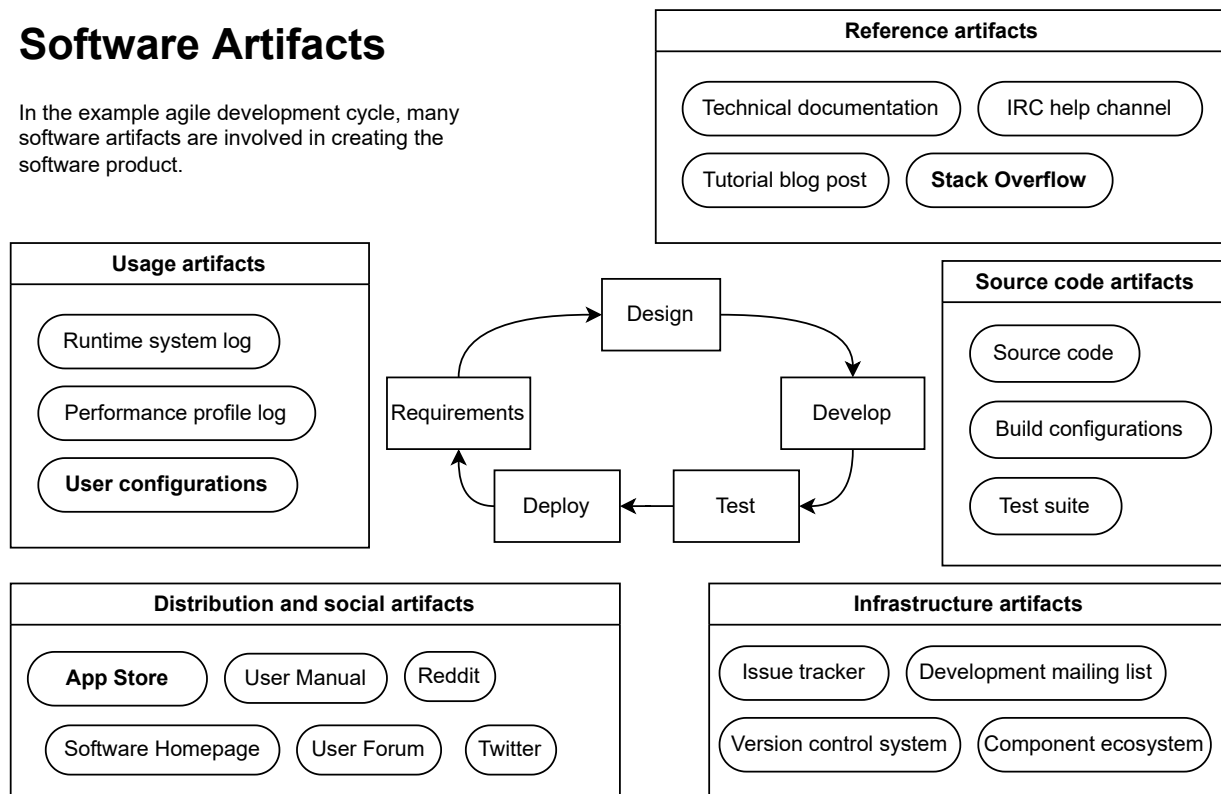 Software Artifacts
In the example agile development cycle, many
software artifacts are involved in creating the
software product.
Reference artifacts
Technical documentation
IRC help channel
Tutorial blog post
Stack Overflow
Usage artifacts
Runtime system log
Performance profile log
User configurations
Design
Requirements
Develop
Deploy
Test
Source code artifacts
Source code
Build configurations
Test suite
Distribution and social artifacts
App Store
User Manual
Reddit
Software Homepage
User Forum
Twitter
Infrastructure artifacts
Issue tracker
Development mailing list
Version control system
Component ecosystem